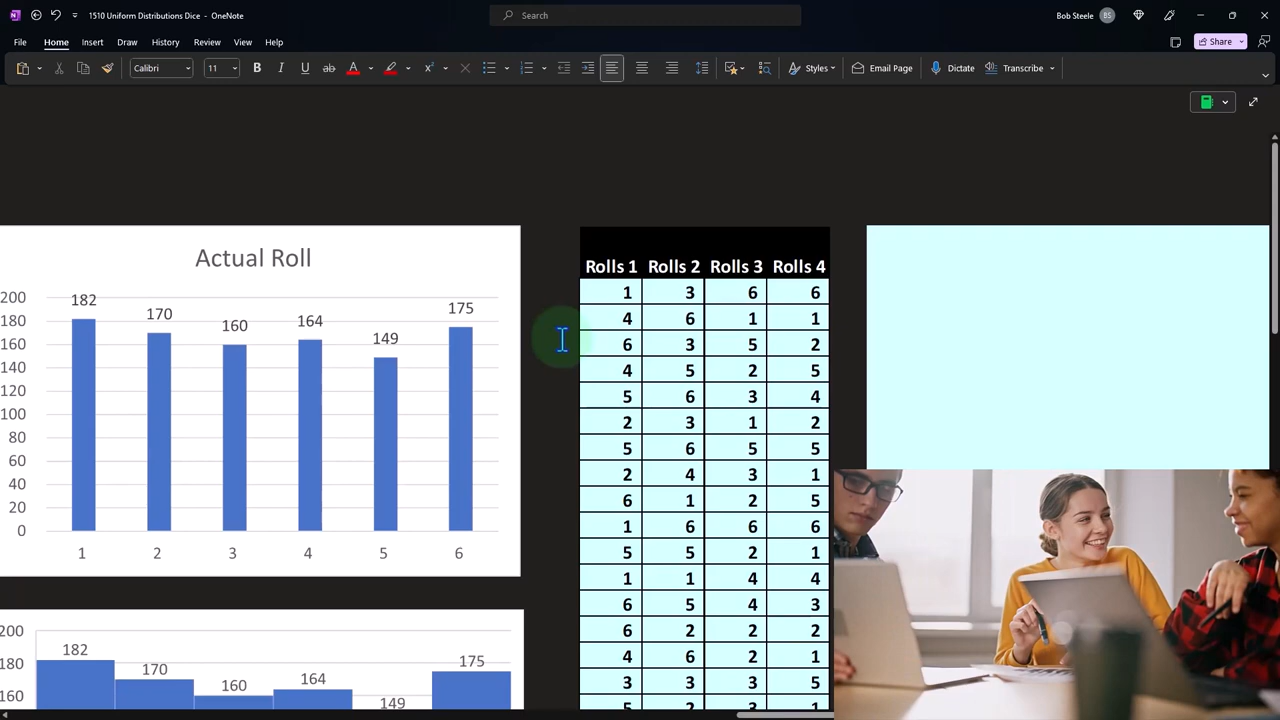 1510 Uniform Distributions Dice - OneNote
Search
Bob Steele BS
File Home Insert Draw History Review View Help
Share
Calibri 11 B I U ab A x Styles Email Page Dictate Transcribe
Actual Roll
200
180
160
140
120
100
80
60
40
20
0
182 170 160 164 149 175
1 2 3 4 5 6
200
180
160
182 170 160 164 149 175
Rolls 1 Rolls 2 Rolls 3 Rolls 4
1 3 6 6
4 6 1 1
6 3 5 2
4 5 2 5
5 6 3 4
2 3 1 2
5 6 5 5
2 4 3 1
6 1 2 5
1 6 6 6
5 5 2 1
1 1 4 4
6 5 4 3
6 2 2 2
4 6 2 1
3 3 3 5
5 2 3 1